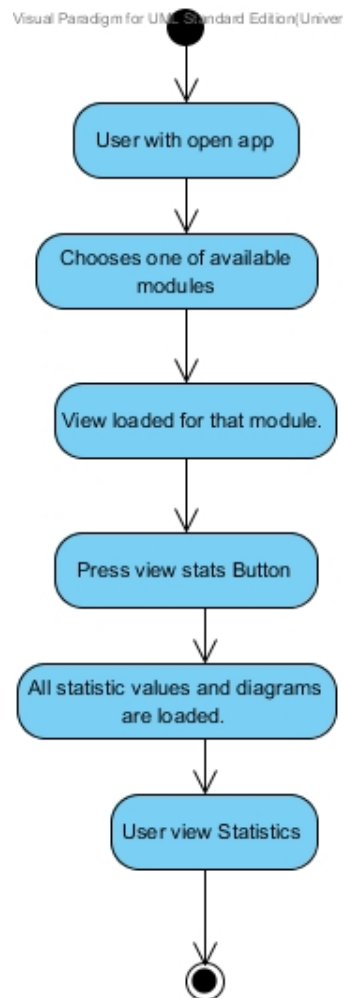 Visual Paradigm for UML Standard Edition(Univer
User with open app
Chooses one of available
modules
View loaded for that module.
Press view stats Button
All statistic values and diagrams
are loaded.
User view Statistics